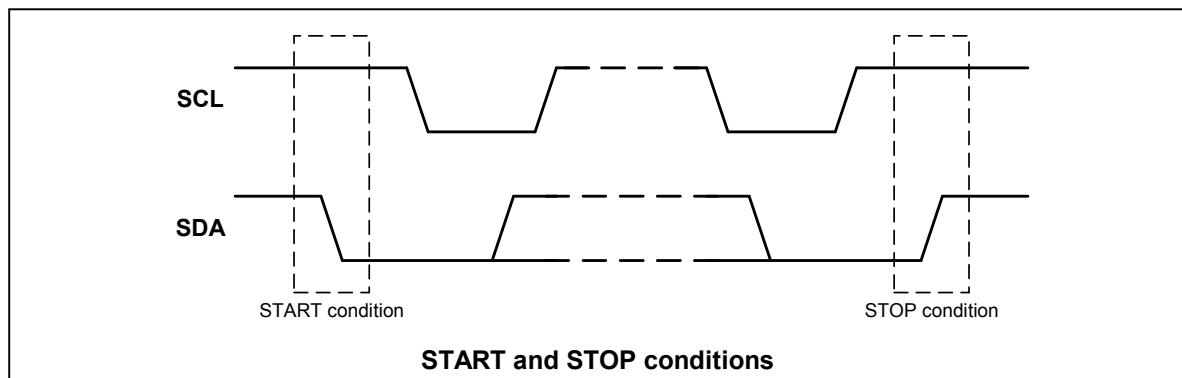 SCL
SDA
START condition
STOP condition
START and STOP conditions